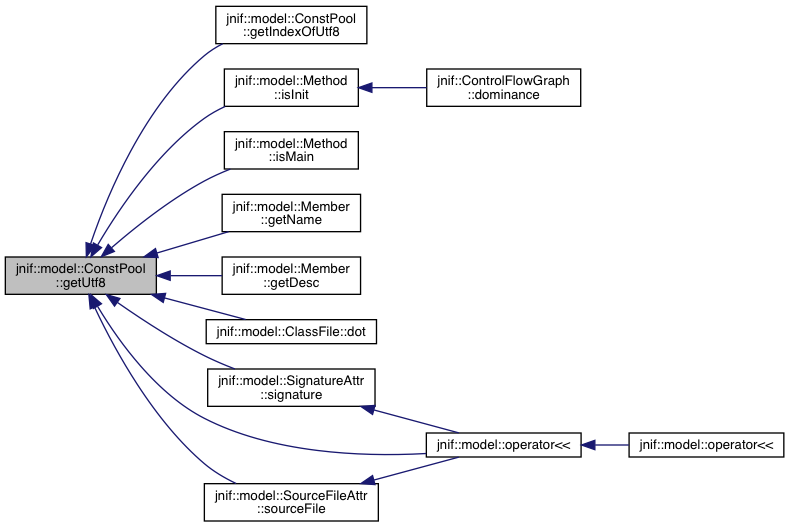 jnif::model::ConstPool
::getIndexOfUtf8
jnif::model::Method
::isInit
jnif::ControlFlowGraph
::dominance
jnif::model::Method
::isMain
jnif::model::Member
::getName
jnif::model::ConstPool
::getUtf8
jnif::model::Member
::getDesc
jnif::model::ClassFile::dot
jnif::model::SignatureAttr
::signature
jnif::model::operator<<
jnif::model::operator<<
jnif::model::SourceFileAttr
::sourceFile